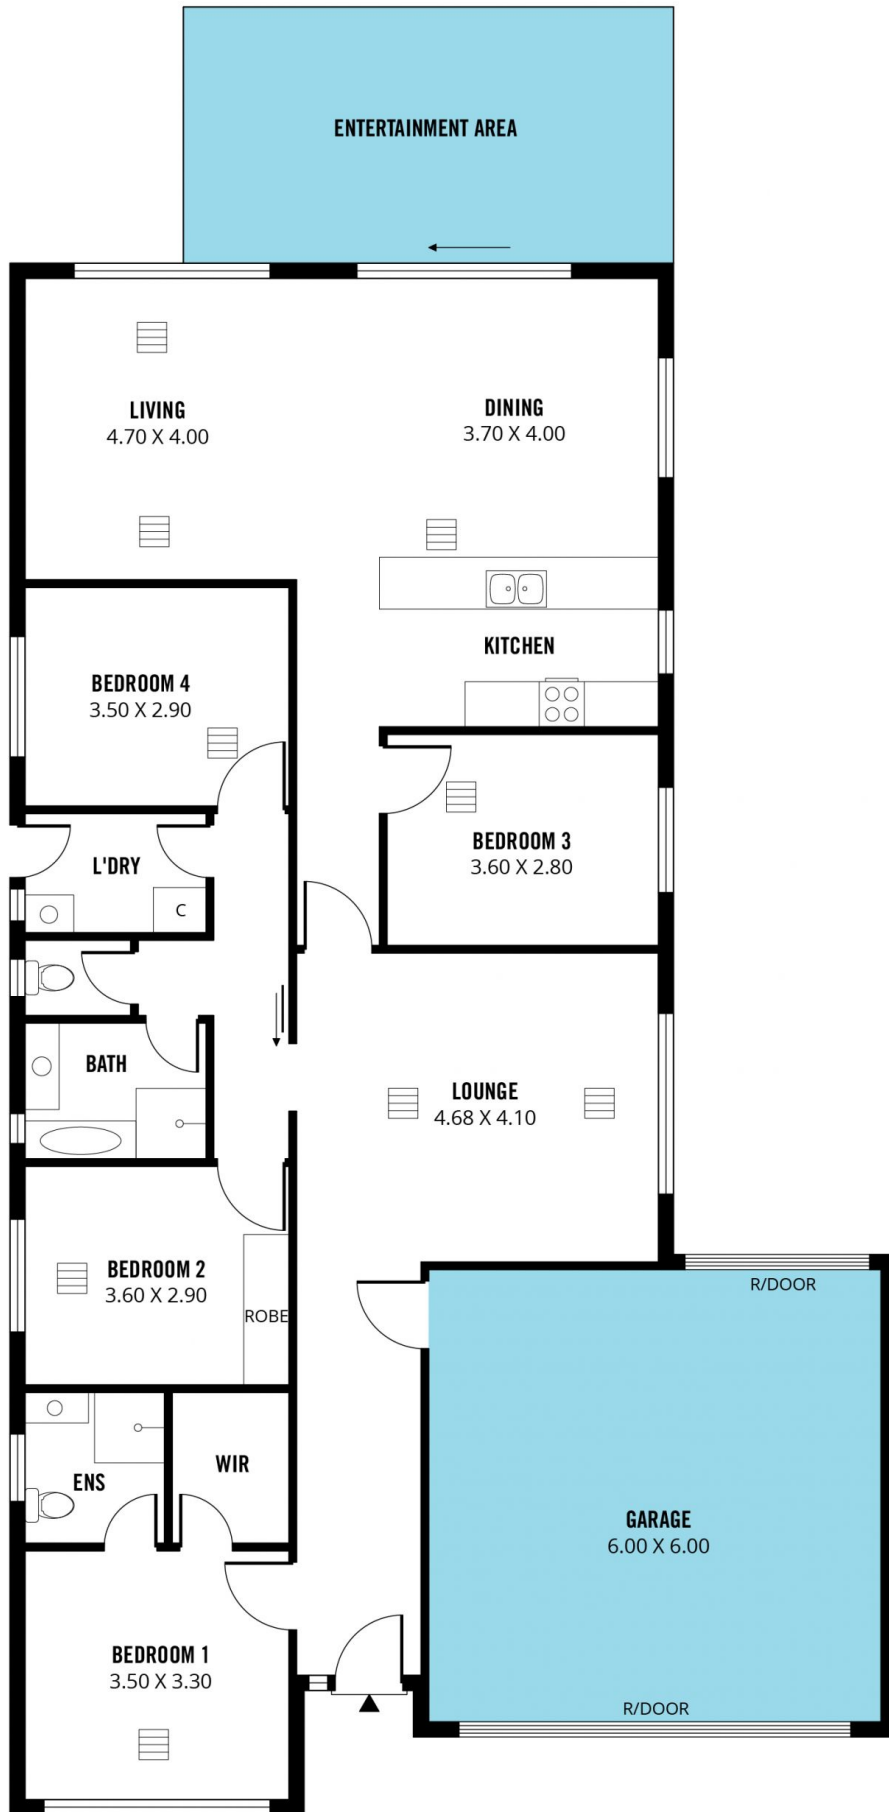 ENTERTAINMENT AREA
LIVING
4.70 X 4.00
DINING
3.70 X 4.00
KITCHEN
BEDROOM 4
3.50 X 2.90
BEDROOM 3
3.60 X 2.80
L'DRY
C
BATH
LOUNGE
4.68 X 4.10
BEDROOM 2
3.60 X 2.90
ROBE
R/DOOR
ENS
WIR
GARAGE
6.00 X 6.00
BEDROOM 1
3.50 X 3.30
R/DOOR